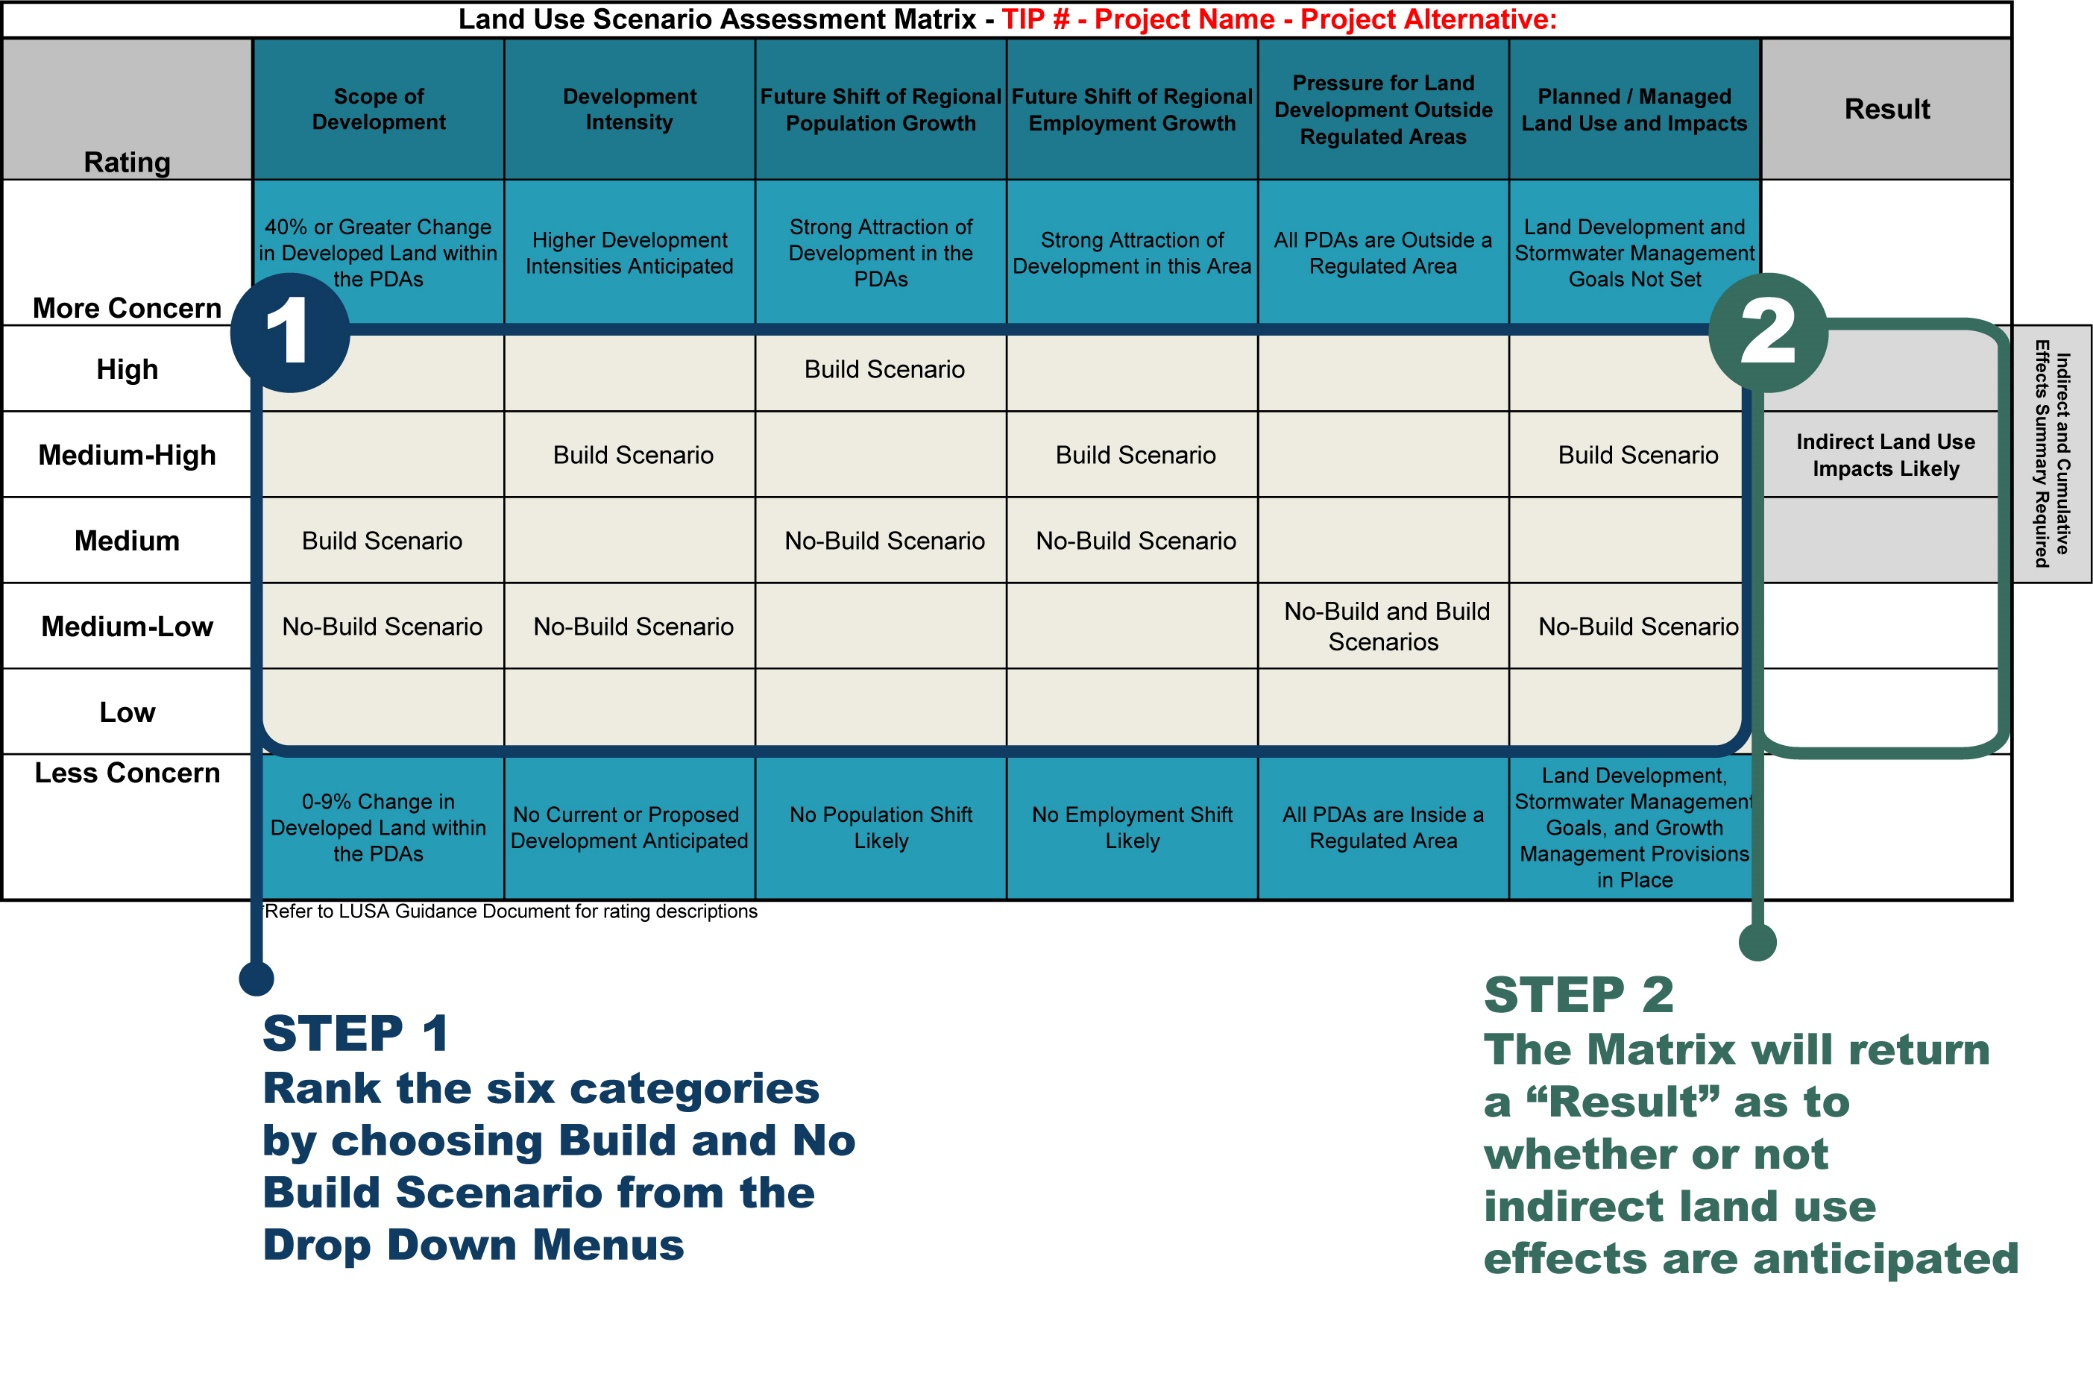 Land Use Scenario Assessment Matrix - TIP # - Project Name - Project Alternative:
Rating
Scope of
Development
Development
Intensity
Future Shift of Regional
Population Growth
Future Shift of Regional
Employment Growth
Pressure for Land
Development Outside
Regulated Areas
Planned / Managed
Land Use and Impacts
Result
More Concern
40% or Greater Change
in Developed Land within
the PDAs
Higher Development
Intensities Anticipated
Strong Attraction of
Development in the
PDAs
Strong Attraction of
Development in this Area
All PDAs are Outside a
Regulated Area
Land Development and
Stormwater Management
Goals Not Set
1
2
High
Build Scenario
Medium-High
Build Scenario
Build Scenario
Build Scenario
Indirect Land Use
Impacts Likely
Indirect and Cumulative
Effects Summary Required
Medium
Build Scenario
No-Build Scenario
No-Build Scenario
Medium-Low
No-Build Scenario
No-Build Scenario
No-Build and Build
Scenarios
No-Build Scenario
Low
Less Concern
0-9% Change in
Developed Land within
the PDAs
No Current or Proposed
Development Anticipated
No Population Shift
Likely
No Employment Shift
Likely
All PDAs are Inside a
Regulated Area
Land Development,
Stormwater Management
Goals, and Growth
Management Provisions
in Place
*Refer to LUSA Guidance Document for rating descriptions
STEP 1
Rank the six categories
by choosing Build and No
Build Scenario from the
Drop Down Menus
STEP 2
The Matrix will return
a “Result” as to
whether or not
indirect land use
effects are anticipated